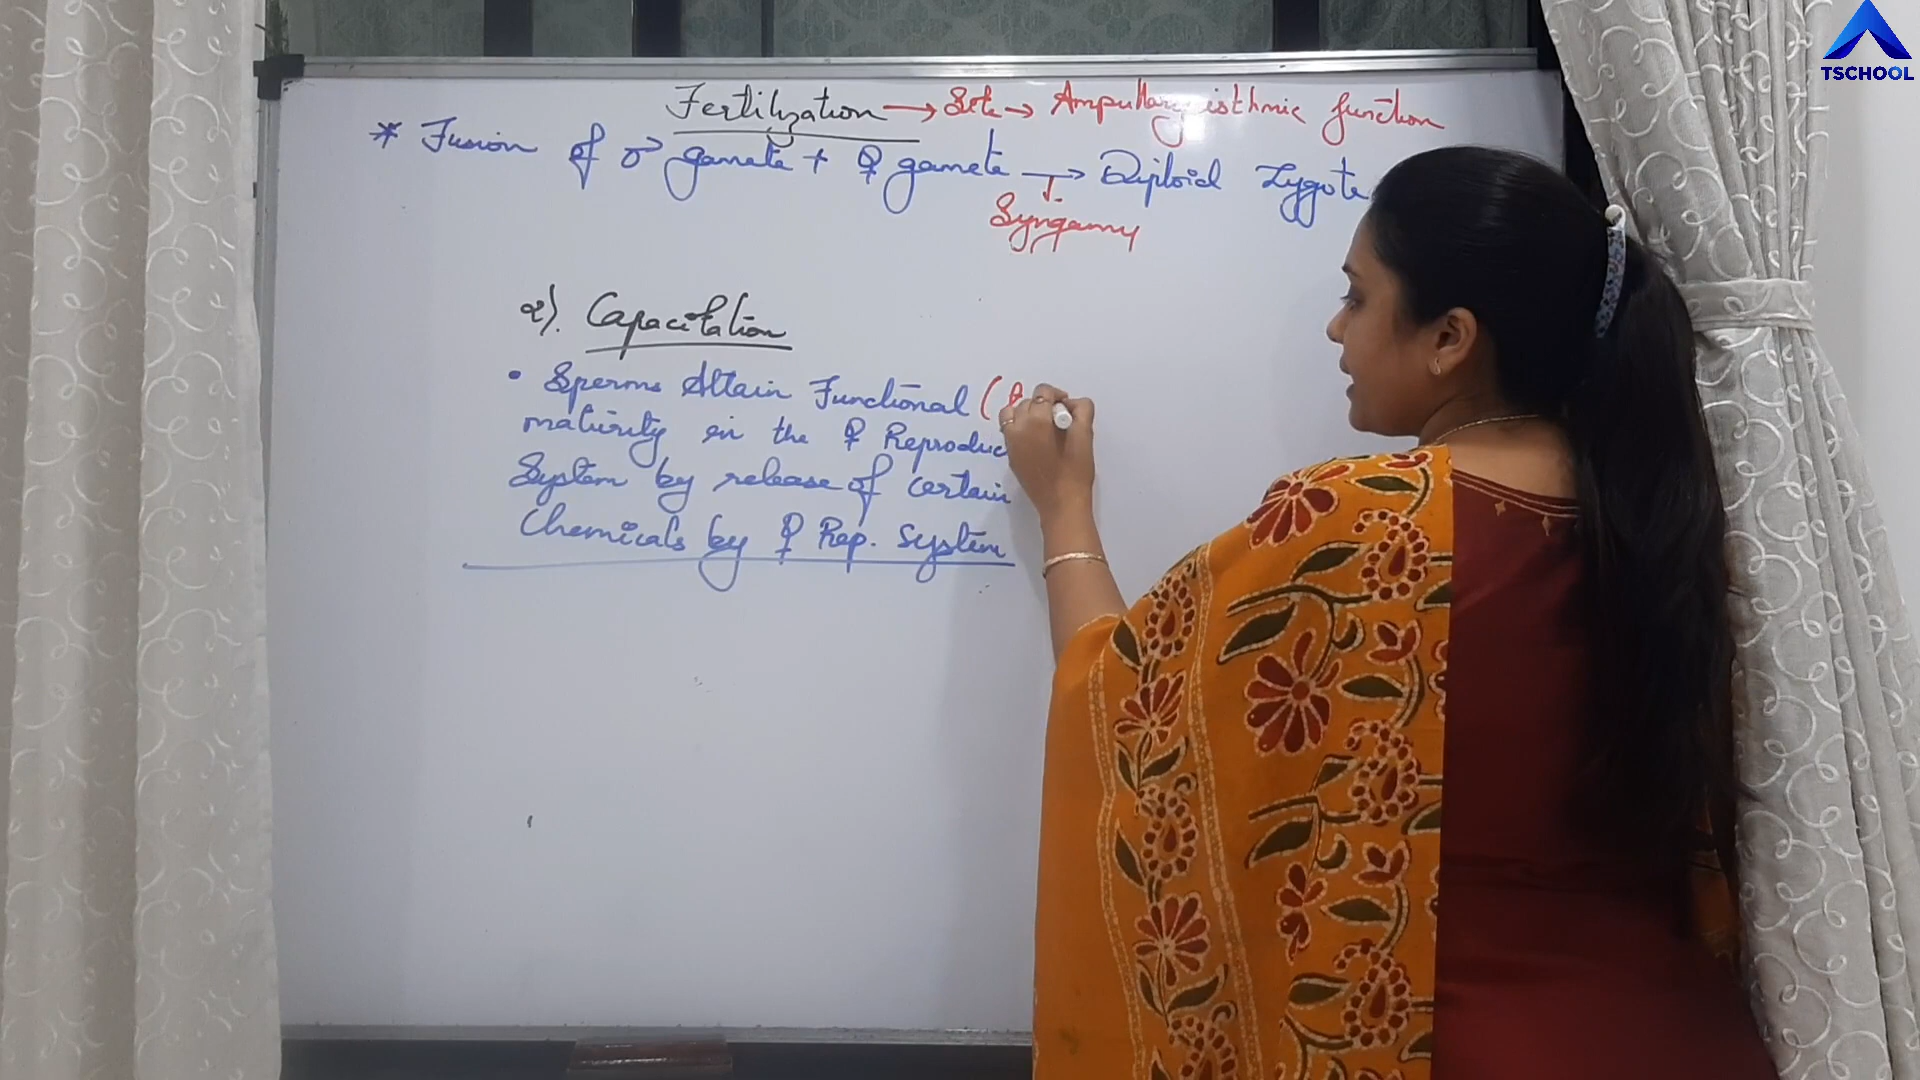 TSCHOOL
Fertilization → Site → Ampullary isthmic function
* Fusion of ♂ gamete + ♀ gamete → Diploid Zygote
Syngamy
2). Capacitation
• Sperms Attain Functional (
maturity in the ♀ Reproduc
System by release of certain
Chemicals by ♀ Rep. System